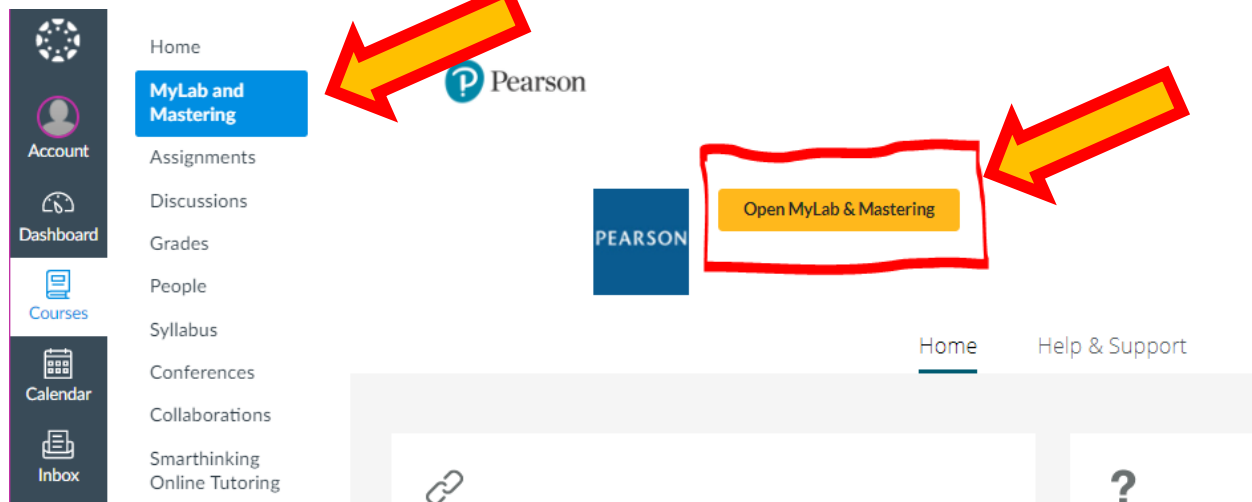 Account
Dashboard
Courses
Calendar
Inbox
Home
MyLab and
Mastering
Assignments
Discussions
Grades
People
Syllabus
Conferences
Collaborations
Smarthinking
Online Tutoring
Pearson
PEARSON
Open MyLab & Mastering
Home Help & Support
?